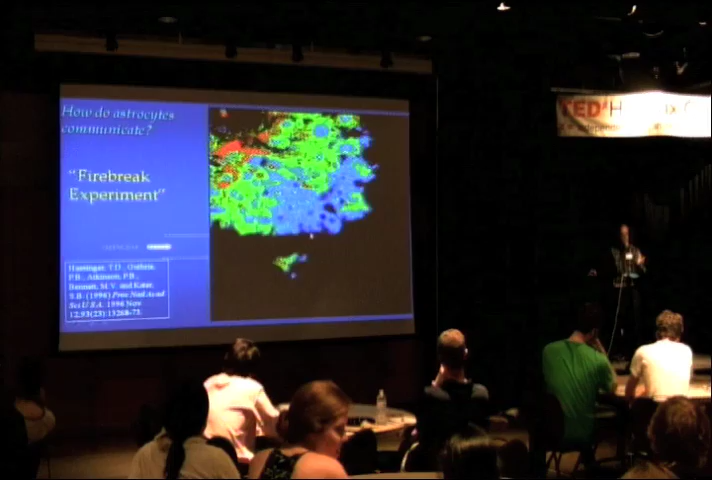 How do astrocytes
communicate?
"Firebreak
Experiment"
Hassinger, T.D., Guthrie,
P.B., Atkinson, P.B.,
Bennett, M.V. and Kater,
S.B. (1996) Proc Natl Acad
Sci U S A. 1996 Nov
12;93(23):13268-73.
TED